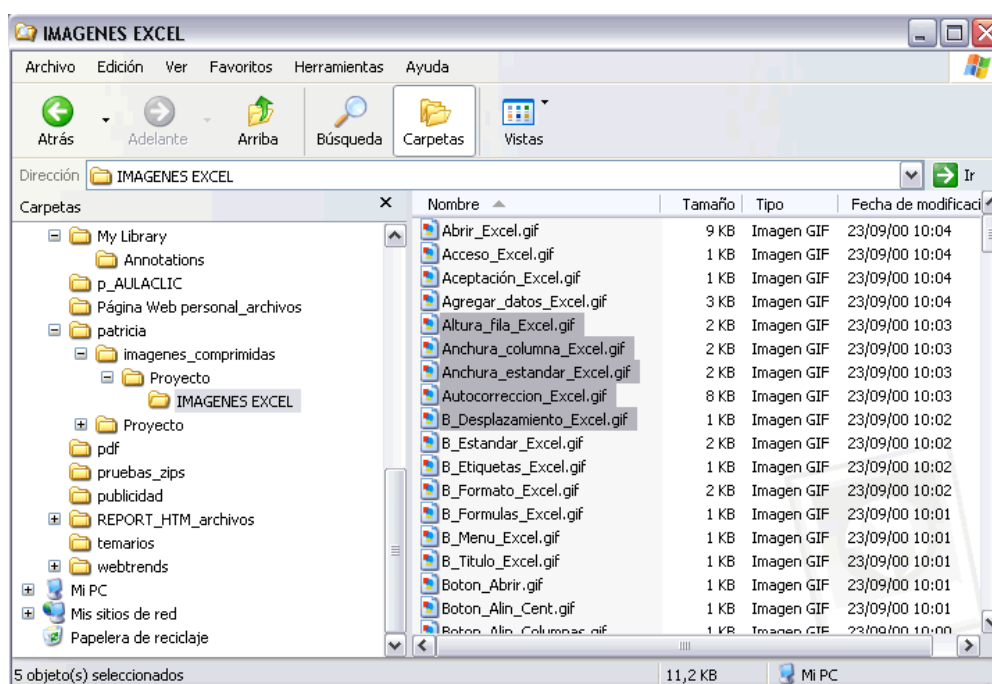 IMAGENES EXCEL
Archivo Edición Ver Favoritos Herramientas Ayuda
Atrás Adelante Arriba Búsqueda Carpetas Vistas
Dirección IMAGENES EXCEL Ir
Carpetas
My Library
Annotations
p_AULACLIC
Página Web personal_archivos
patricia
imagenes_comprimidas
Proyecto
IMAGENES EXCEL
Proyecto
pdf
pruebas_zips
publicidad
REPORT_HTM_archivos
temarios
webtrends
Mi PC
Mis sitios de red
Papelera de reciclaje
Nombre Tamaño Tipo Fecha de modificaci
Abrir_Excel.gif 9 KB Imagen GIF 23/09/00 10:04
Acceso_Excel.gif 1 KB Imagen GIF 23/09/00 10:04
Aceptación_Excel.gif 1 KB Imagen GIF 23/09/00 10:04
Agregar_datos_Excel.gif 3 KB Imagen GIF 23/09/00 10:04
Altura_fila_Excel.gif 2 KB Imagen GIF 23/09/00 10:03
Anchura_columna_Excel.gif 2 KB Imagen GIF 23/09/00 10:03
Anchura_estandar_Excel.gif 2 KB Imagen GIF 23/09/00 10:03
Autocorreccion_Excel.gif 8 KB Imagen GIF 23/09/00 10:03
B_Desplazamiento_Excel.gif 1 KB Imagen GIF 23/09/00 10:02
B_Estandar_Excel.gif 2 KB Imagen GIF 23/09/00 10:02
B_Etiquetas_Excel.gif 1 KB Imagen GIF 23/09/00 10:02
B_Formato_Excel.gif 2 KB Imagen GIF 23/09/00 10:02
B_Formulas_Excel.gif 1 KB Imagen GIF 23/09/00 10:01
B_Menu_Excel.gif 1 KB Imagen GIF 23/09/00 10:01
B_Titulo_Excel.gif 1 KB Imagen GIF 23/09/00 10:01
Boton_Abrir.gif 1 KB Imagen GIF 23/09/00 10:01
Boton_Alin_Cent.gif 1 KB Imagen GIF 23/09/00 10:01
Boton_Alin_Columnas.gif 1 KB Imagen GIF 23/09/00 10:00
5 objeto(s) seleccionados 11,2 KB Mi PC